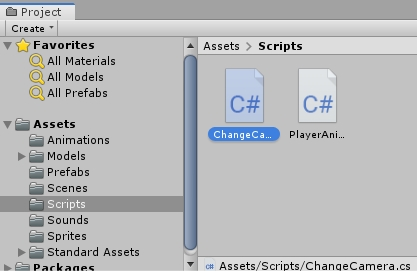 Project
Create
Favorites
All Materials
All Models
All Prefabs
Assets
Animations
Models
Prefabs
Scenes
Scripts
Sounds
Sprites
Standard Assets
Packages
Assets > Scripts
C# C#
ChangeCa... PlayerAni...
C# Assets/Scripts/ChangeCamera.cs